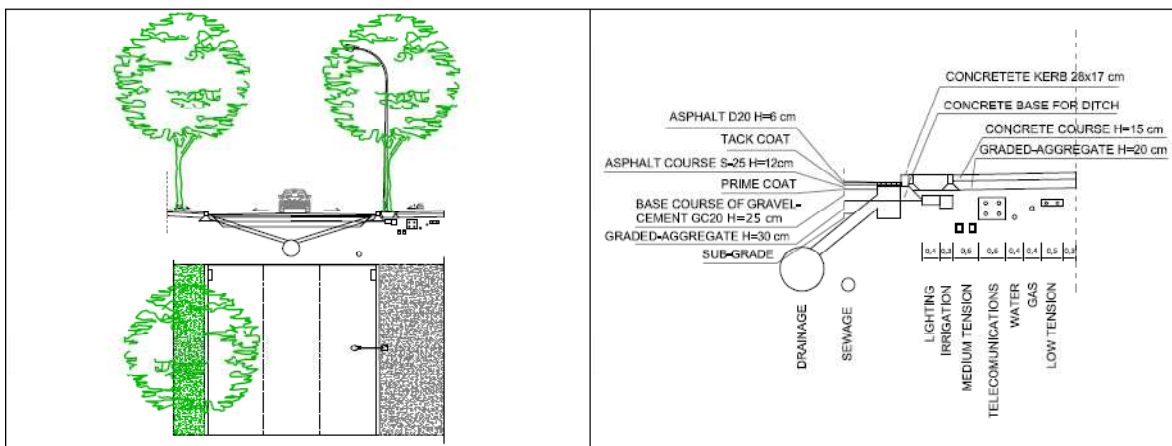 CONCRETETE KERB 28x17 cm
CONCRETE BASE FOR DITCH
CONCRETE COURSE H=15 cm
GRADED-AGGREGATE H=20 cm
ASPHALT D20 H=6 cm
TACK COAT
ASPHALT COURSE S-25 H=12cm
PRIME COAT
BASE COURSE OF GRAVEL-
CEMENT GC20 H=25 cm
GRADED-AGGREGATE H=30 cm
SUB-GRADE
0,4 0,3 0,6 0,6 0,4 0,4 0,5 0,3
DRAINAGE
SEWAGE
LIGHTING
IRRIGATION
MEDIUM TENSION
TELECOMUNICATIONS
WATER
GAS
LOW TENSION